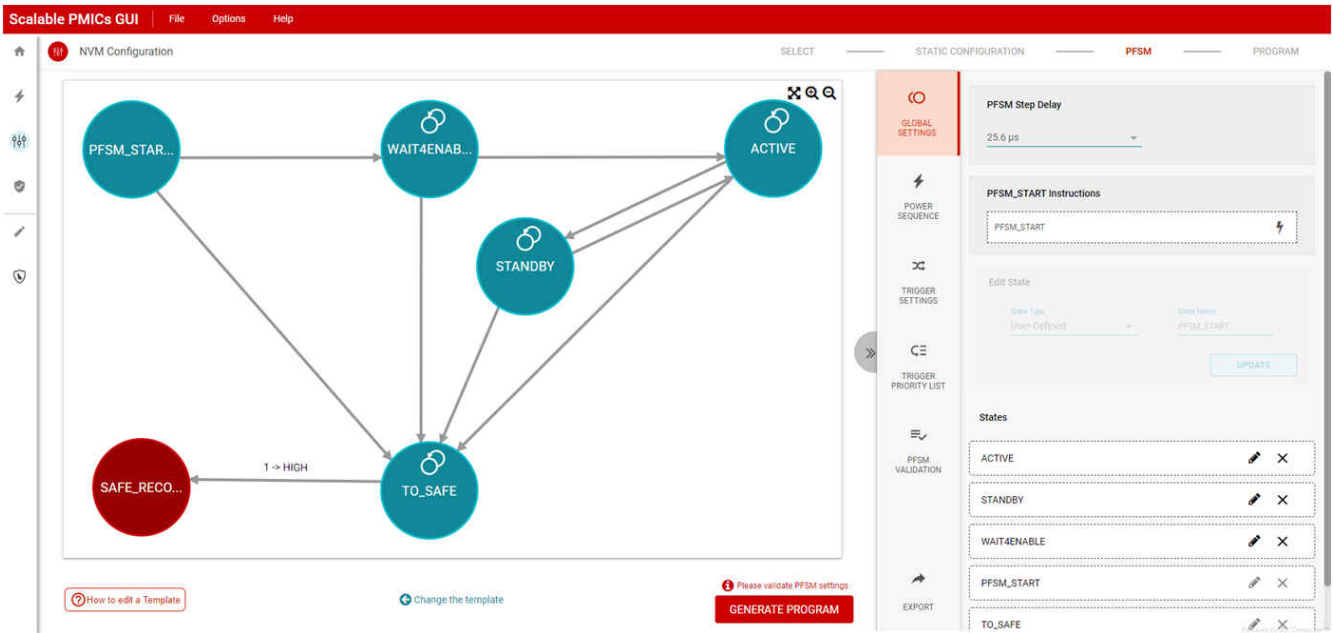 Scalable PMICs GUI
File
Options
Help
NVM Configuration
SELECT
STATIC CONFIGURATION
PFSM
PROGRAM
PFSM_STAR...
WAIT4ENAB...
ACTIVE
STANDBY
TO_SAFE
1 -> HIGH
SAFE_RECO...
How to edit a Template
Change the template
Please validate PFSM settings
GENERATE PROGRAM
GLOBAL
SETTINGS
POWER
SEQUENCE
TRIGGER
SETTINGS
TRIGGER
PRIORITY LIST
PFSM
VALIDATION
EXPORT
PFSM Step Delay
25.6 µs
PFSM_START Instructions
PFSM_START
Edit State
State Type
User-Defined
State Name
PFSM_START
UPDATE
States
ACTIVE
STANDBY
WAIT4ENABLE
PFSM_START
TO_SAFE